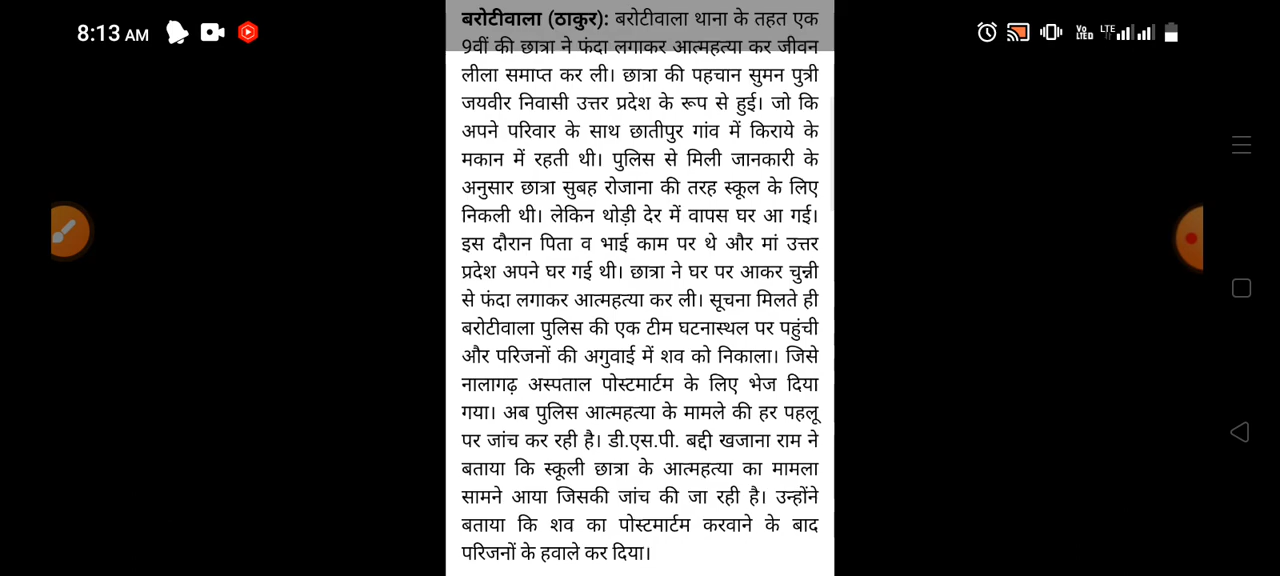 8:13 AM
Vo LTE LTE
बरोटीवाला (ठाकुर): बरोटीवाला थाना के तहत एक
9वीं की छात्रा ने फंदा लगाकर आत्महत्या कर जीवन
लीला समाप्त कर ली। छात्रा की पहचान सुमन पुत्री
जयवीर निवासी उत्तर प्रदेश के रूप से हुई। जो कि
अपने परिवार के साथ छातीपुर गांव में किराये के
मकान में रहती थी। पुलिस से मिली जानकारी के
अनुसार छात्रा सुबह रोजाना की तरह स्कूल के लिए
निकली थी। लेकिन थोड़ी देर में वापस घर आ गई।
इस दौरान पिता व भाई काम पर थे और मां उत्तर
प्रदेश अपने घर गई थी। छात्रा ने घर पर आकर चुन्नी
से फंदा लगाकर आत्महत्या कर ली। सूचना मिलते ही
बरोटीवाला पुलिस की एक टीम घटनास्थल पर पहुंची
और परिजनों की अगुवाई में शव को निकाला। जिसे
नालागढ़ अस्पताल पोस्टमार्टम के लिए भेज दिया
गया। अब पुलिस आत्महत्या के मामले की हर पहलू
पर जांच कर रही है। डी.एस.पी. बद्दी खजाना राम ने
बताया कि स्कूली छात्रा के आत्महत्या का मामला
सामने आया जिसकी जांच की जा रही है। उन्होंने
बताया कि शव का पोस्टमार्टम करवाने के बाद
परिजनों के हवाले कर दिया।